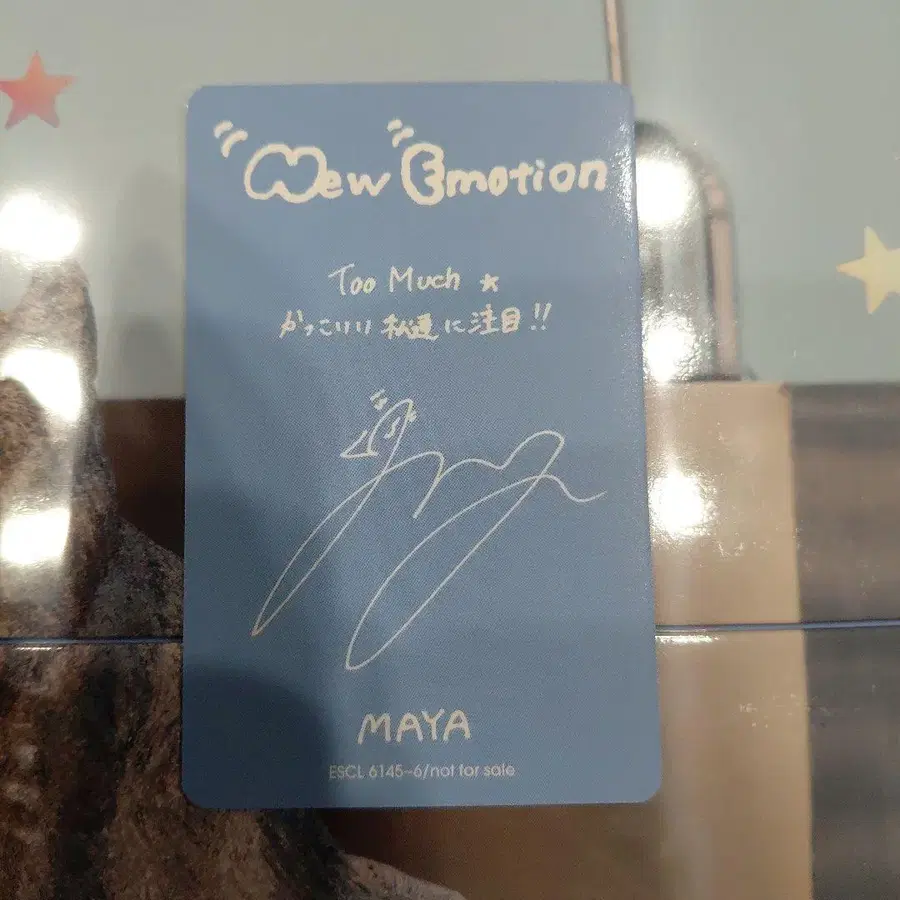 New Emotion
Too Much ★
かっこいい 私達 に 注目!!
MAYA
ESCL 6145~6/not for sale